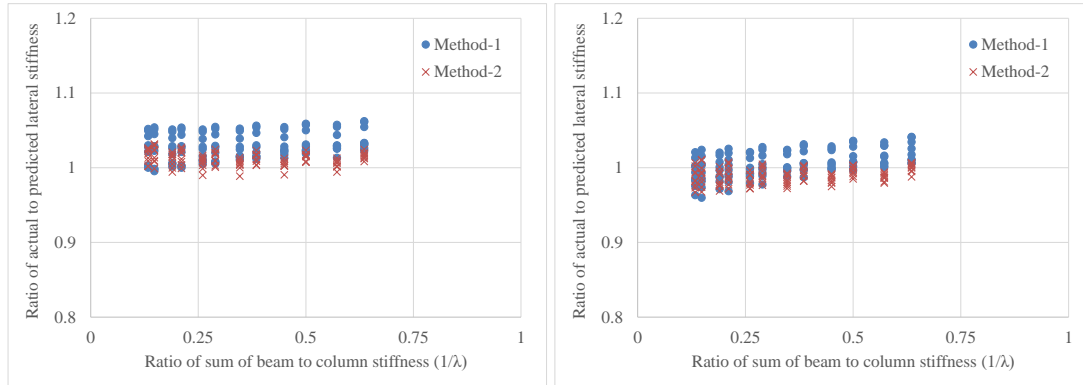 1.2
1.1
1
0.9
0.8
Ratio of actual to predicted lateral stiffness
Method-1
Method-2
0
0.25
0.5
0.75
1
Ratio of sum of beam to column stiffness (1/λ)
1.2
1.1
1
0.9
0.8
Ratio of actual to predicted lateral stiffness
Method-1
Method-2
0
0.25
0.5
0.75
1
Ratio of sum of beam to column stiffness (1/λ)